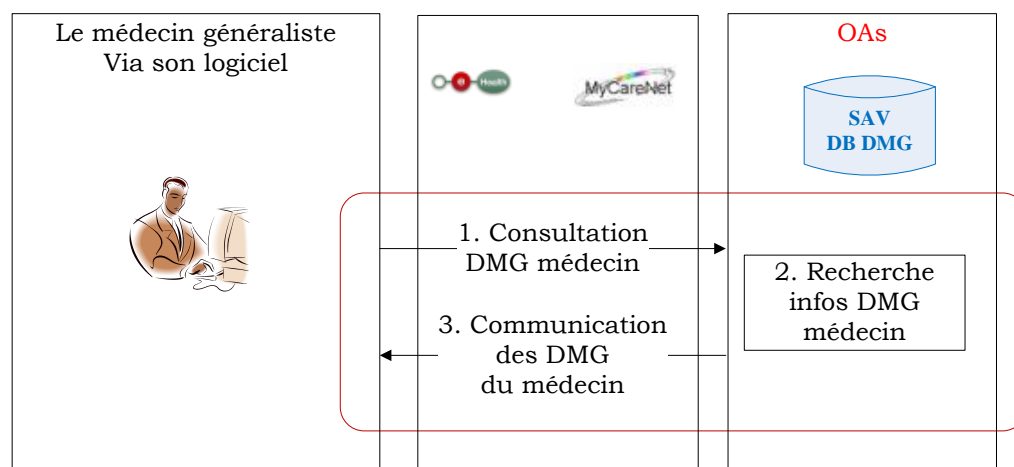 Le médecin généraliste
Via son logiciel
e Health
MyCareNet
OAs
SAV
DB DMG
1. Consultation
DMG médecin
2. Recherche
infos DMG
médecin
3. Communication
des DMG
du médecin